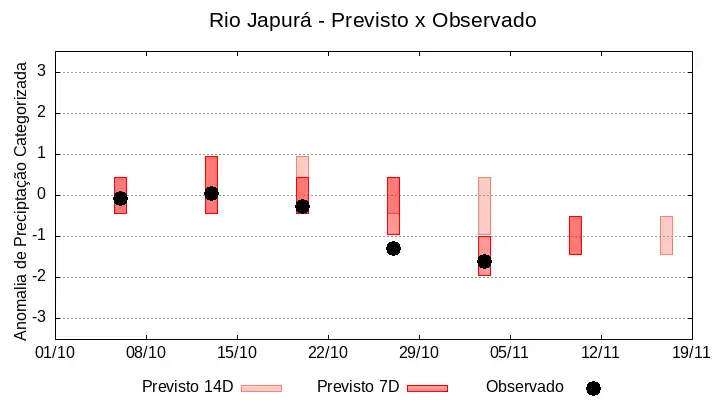 Rio Japurá - Previsto x Observado
Anomalia de Preciptação Categorizada
3
2
1
0
-1
-2
-3
01/10 08/10 15/10 22/10 29/10 05/11 12/11 19/11
Previsto 14D Previsto 7D Observado